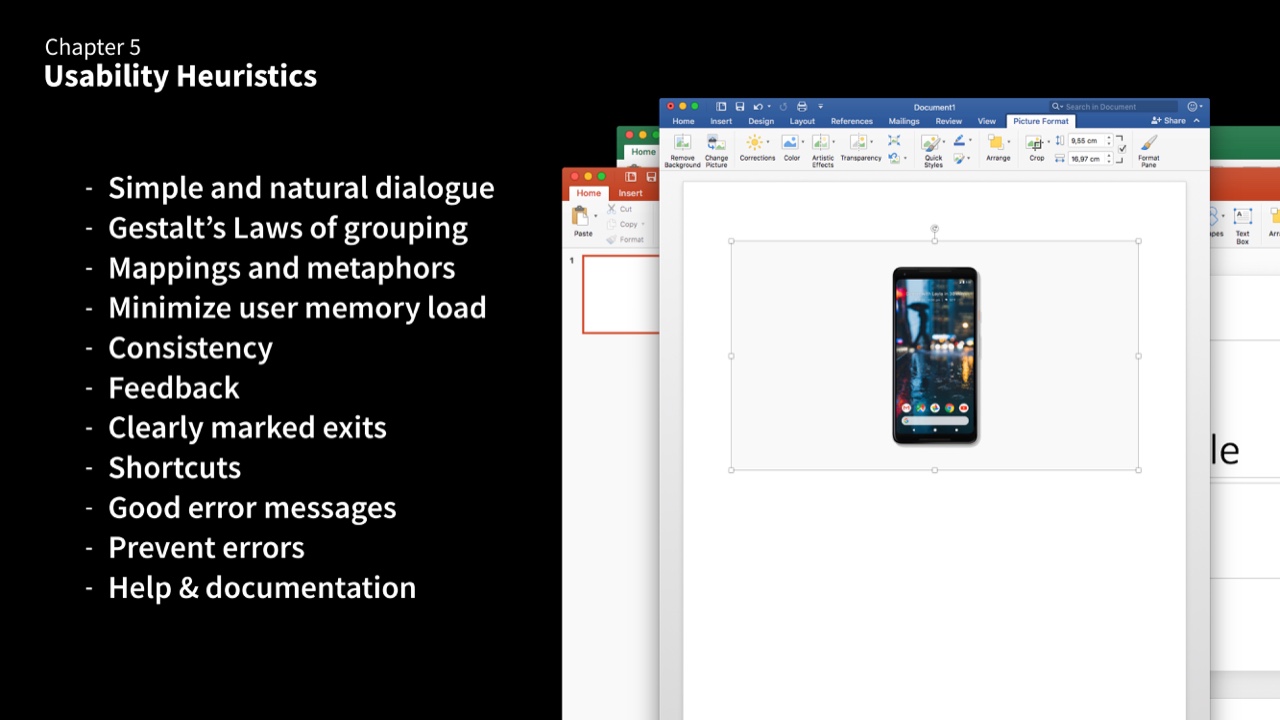 Chapter 5
Usability Heuristics
- Simple and natural dialogue
- Gestalt’s Laws of grouping
- Mappings and metaphors
- Minimize user memory load
- Consistency
- Feedback
- Clearly marked exits
- Shortcuts
- Good error messages
- Prevent errors
- Help & documentation
Document1
Search in Document
Home Insert Design Layout References Mailings Review View Picture Format
Share
Remove Background
Change Picture
Corrections
Color
Artistic Effects
Transparency
Quick Styles
Arrange
Crop
9,55 cm
16,97 cm
Format Pane
Home
Home Insert
Paste
Cut
Copy
Format
1
apes
Text Box
Arra
le